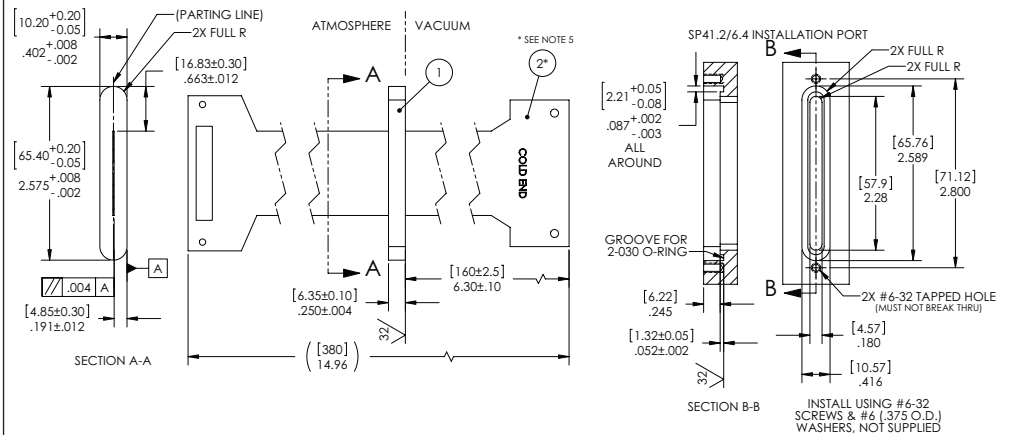 [10.20+0.20 -0.05]
.402+.008 -.002
(PARTING LINE)
2X FULL R
[16.83±0.30]
.663±.012
[65.40+0.20 -0.05]
2.575+.008 -.002
A
// .004 A
[4.85±0.30]
.191±.012
SECTION A-A
ATMOSPHERE
VACUUM
* SEE NOTE 5
A
1
2*
COLD END
A
[160±2.5]
6.30±.10
[6.35±0.10]
.250±.004
32
([380])
(14.96)
SP41.2/6.4 INSTALLATION PORT
B
2X FULL R
2X FULL R
[2.21+0.05 -0.08]
.087+.002 -.003
ALL
AROUND
[65.76]
2.589
[71.12]
2.800
[57.9]
2.28
GROOVE FOR
2-030 O-RING
B
2X #6-32 TAPPED HOLE
(MUST NOT BREAK THRU)
[6.22]
.245
[4.57]
.180
[1.32±0.05]
.052±.002
[10.57]
.416
32
SECTION B-B
INSTALL USING #6-32
SCREWS & #6 (.375 O.D.)
WASHERS, NOT SUPPLIED